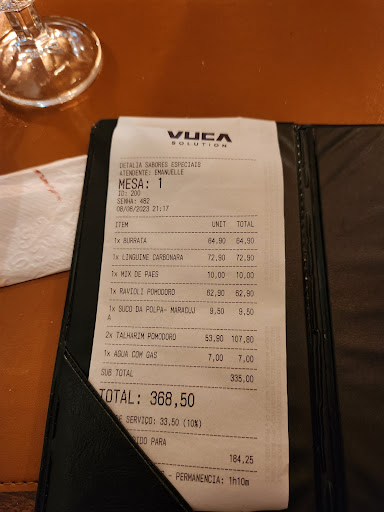 VUCA
SOLUTION
DETALIA SABORES ESPECIAIS
ATENDENTE: EMANUELLE
MESA: 1
ID: 200
SENHA: 482
08/08/2023 21:17
ITEM UNIT TOTAL
1x BURRATA 64,90 64,90
1x LINGUINE CARBONARA 72,90 72,90
1x MIX DE PAES 10,00 10,00
1x RAVIOLI POMODORO 62,90 62,90
1x SUCO DA POLPA- MARACUJ 9,50 9,50
A
2x TALHARIM POMODORO 53,90 107,80
1x AGUA COM GAS 7,00 7,00
SUB TOTAL 335,00
TOTAL: 368,50
DE SERVIÇO: 33,50 (10%)
IDO PARA
184,25
- PERMANENCIA: 1h10m